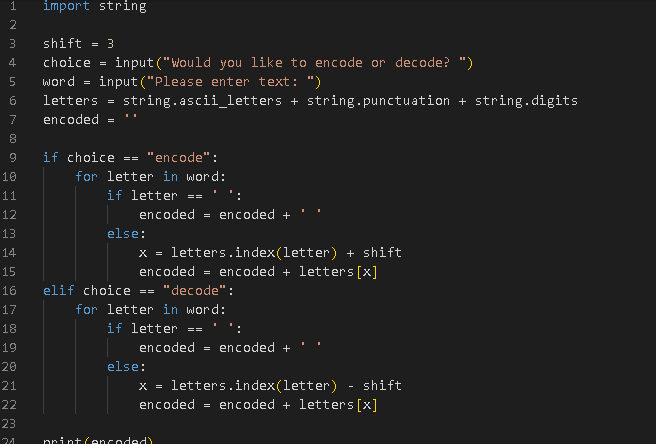 1 import string
2
3 shift = 3
4 choice = input("Would you like to encode or decode? ")
5 word = input("Please enter text: ")
6 letters = string.ascii_letters + string.punctuation + string.digits
7 encoded = ''
8
9 if choice == "encode":
10     for letter in word:
11         if letter == ' ':
12             encoded = encoded + ' '
13         else:
14             x = letters.index(letter) + shift
15             encoded = encoded + letters[x]
16 elif choice == "decode":
17     for letter in word:
18         if letter == ' ':
19             encoded = encoded + ' '
20         else:
21             x = letters.index(letter) - shift
22             encoded = encoded + letters[x]
23
24 print(encoded)